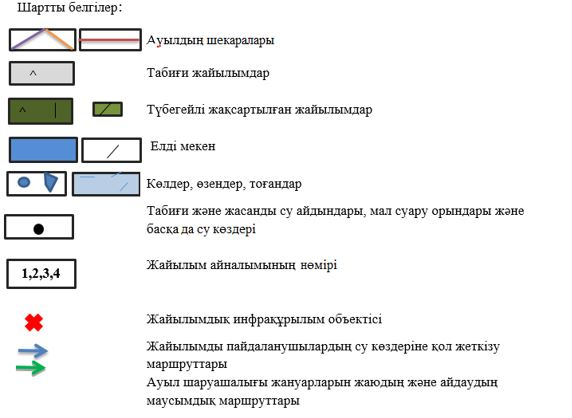 Шартты белгілер:
Ауылдың шекаралары
Табиғи жайылымдар
Түбегейлі жақсартылған жайылымдар
Елді мекен
Көлдер, өзендер, тоғандар
Табиғи және жасанды су айдындары, мал суару орындары және
басқа да су көздері
1,2,3,4
Жайылым айналымының нөмірі
Жайылымдық инфрақұрылым объектісі
Жайылымды пайдаланушылардың су көздеріне қол жеткізу
маршруттары
Ауыл шаруашалығы жануарларын жаюдың және айдаудың
маусымдық маршруттары